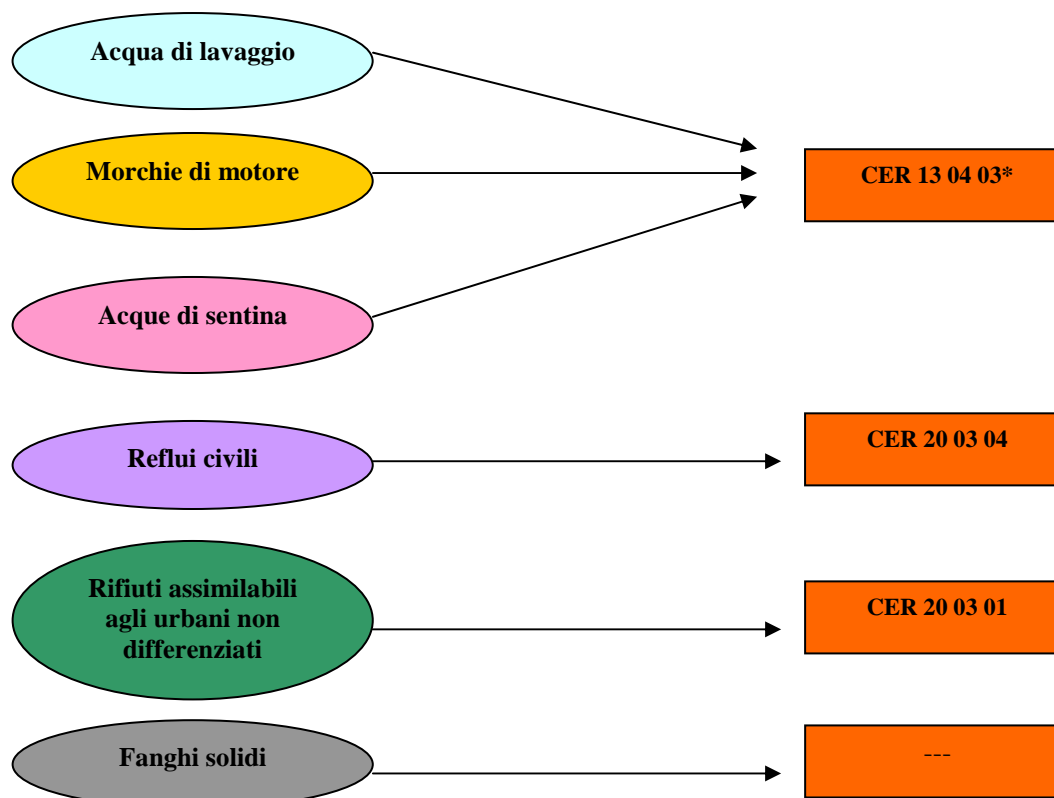 Acqua di lavaggio
Morchie di motore
CER 13 04 03*
Acque di sentina
Reflui civili
CER 20 03 04
Rifiuti assimilabili
agli urbani non
differenziati
CER 20 03 01
Fanghi solidi
---